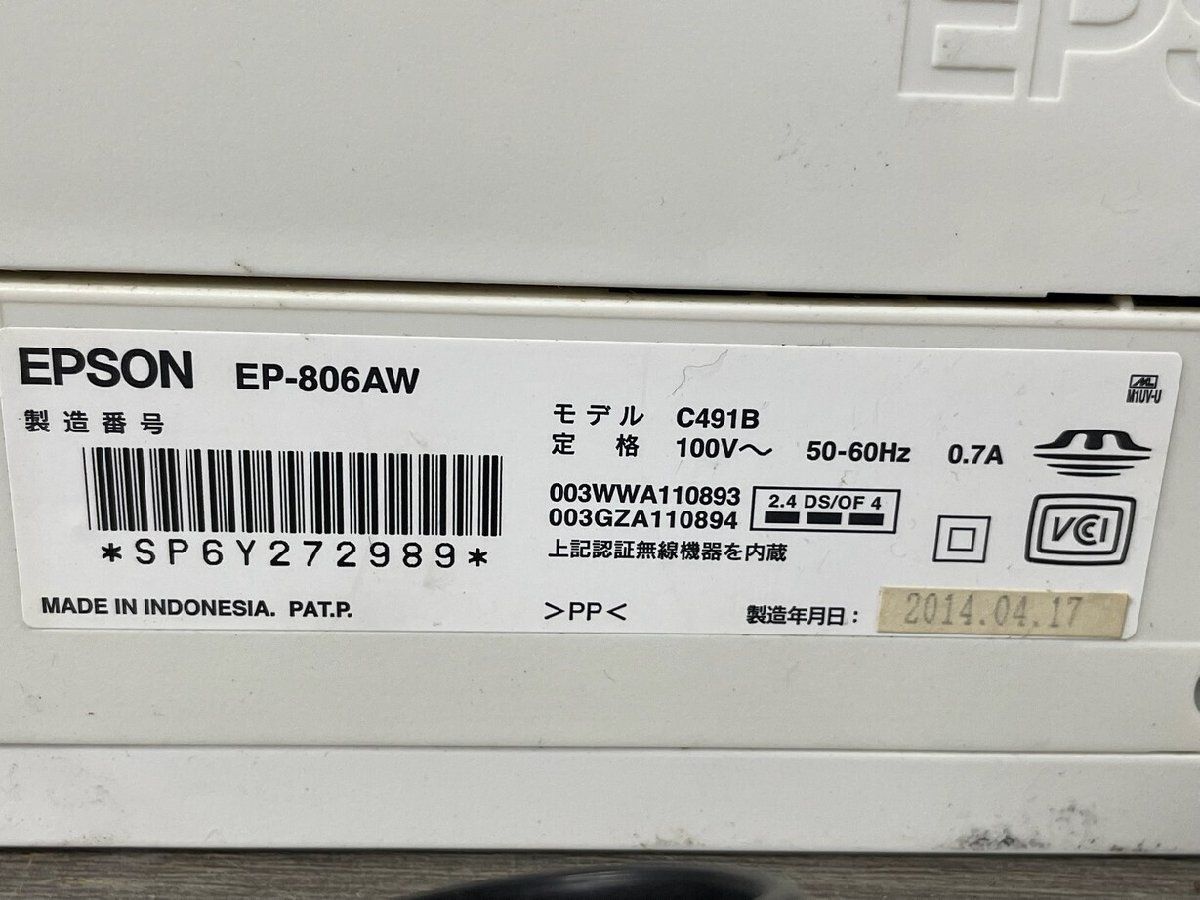 EPS
EPSON EP-806AW
製造番号
*SP6Y272989*
MADE IN INDONESIA. PAT.P.
モデル C491B
定格 100V〜 50-60Hz 0.7A
003WWA110893
003GZA110894
2.4 DS/OF 4
上記認証無線機器を内蔵
>PP<
製造年月日: 2014.04.17
M1UV-U
VCCI